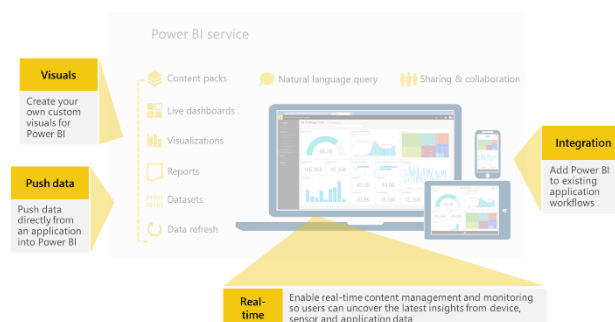 Power BI service
Visuals
Create your
own custom
visuals for
Power BI
Content packs
Natural language query
Sharing & collaboration
Live dashboards
Visualizations
Reports
Datasets
Data refresh
Push data
Push data
directly from
an application
into Power BI
Integration
Add Power BI
to existing
application
workflows
Real-
time
Enable real-time content management and monitoring
so users can uncover the latest insights from device,
sensor and application data